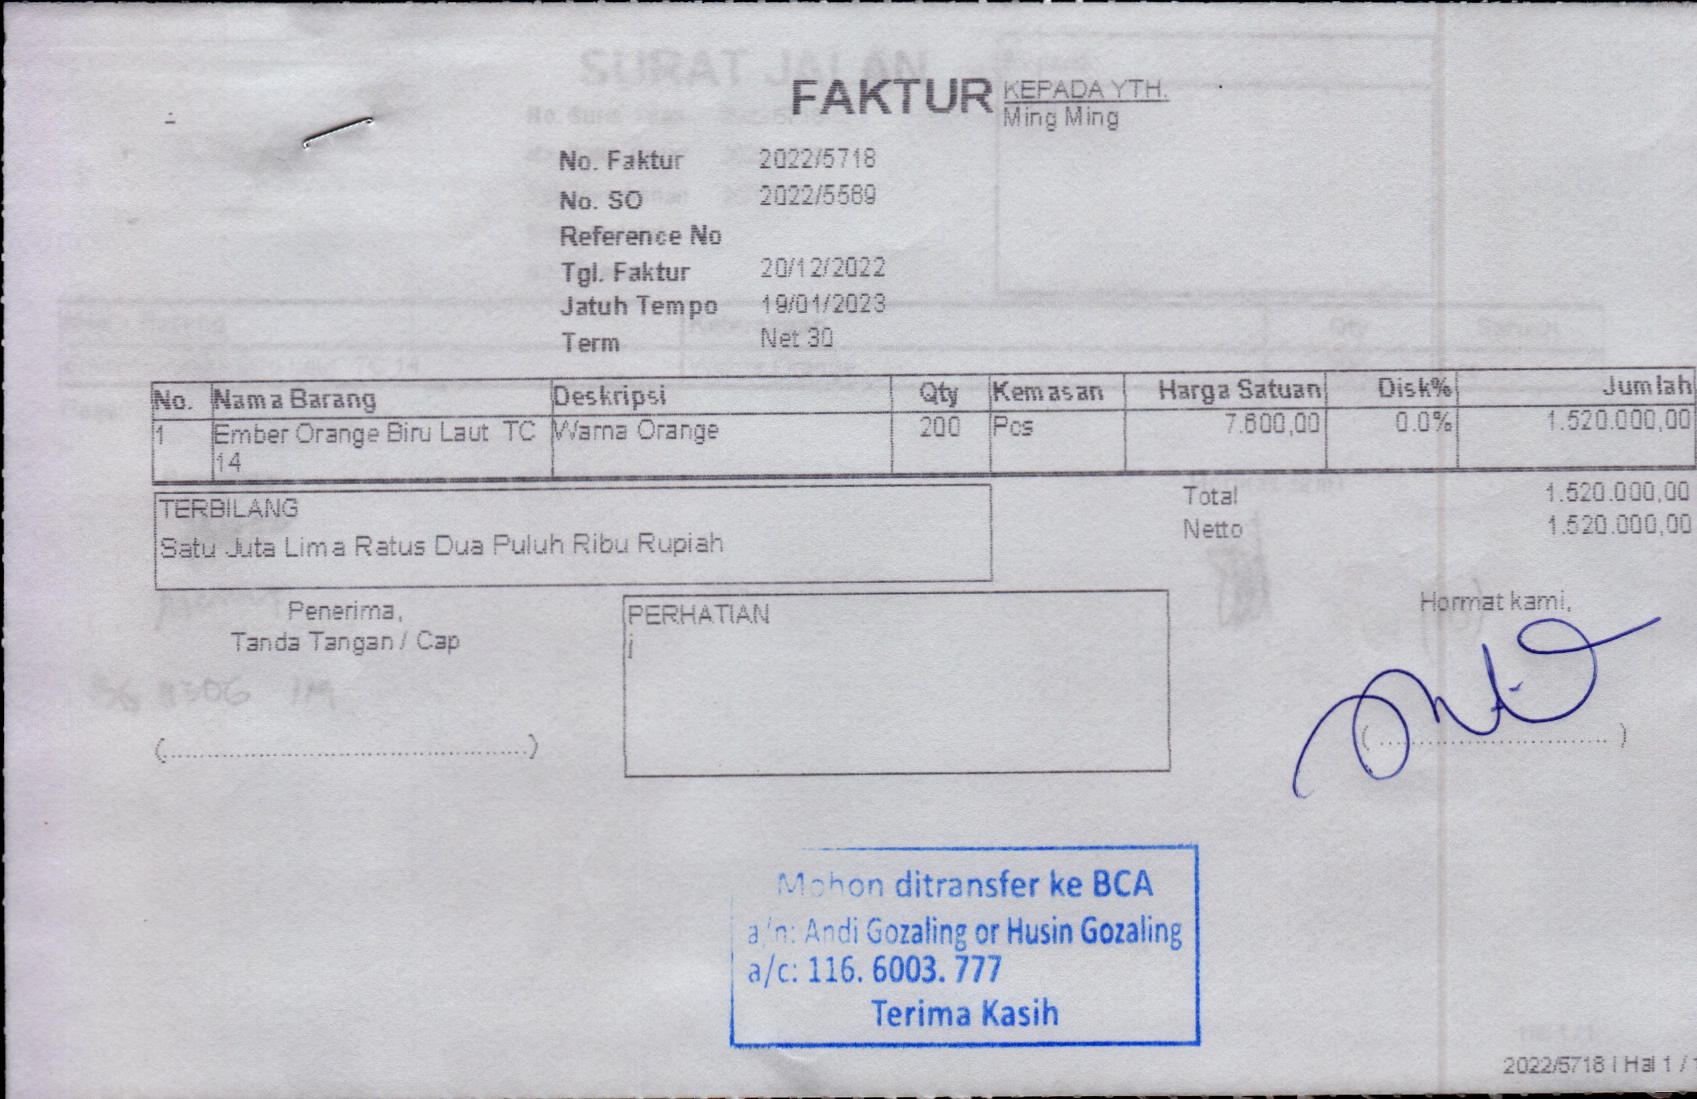 FAKTUR
KEPADA YTH.
Ming Ming
No. Faktur 2022/5718
No. SO 2022/5589
Reference No
Tgl. Faktur 20/12/2022
Jatuh Tempo 19/01/2023
Term Net 30
No. Nama Barang Deskripsi Qty Kemasan Harga Satuan Disk% Jumlah
1 Ember Orange Biru Laut TC Warna Orange 200 Pcs 7.600,00 0.0% 1.520.000,00
14
TERBILANG
Satu Juta Lima Ratus Dua Puluh Ribu Rupiah
Total 1.520.000,00
Netto 1.520.000,00
Penerima,
Tanda Tangan / Cap
(..........................................)
PERHATIAN
i
Hormat kami,
( ............................ )
Mohon ditransfer ke BCA
a/n: Andi Gozaling or Husin Gozaling
a/c: 116. 6003. 777
Terima Kasih
2022/5718 | Hal 1 / 1
SURAT JALAN